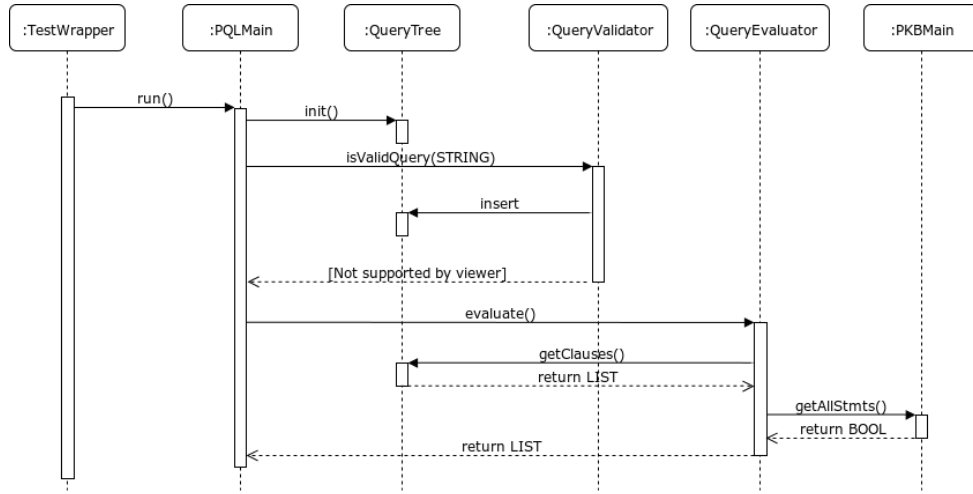 :TestWrapper
:PQLMain
:QueryTree
:QueryValidator
:QueryEvaluator
:PKBMain
run()
init()
isValidQuery(STRING)
insert
[Not supported by viewer]
evaluate()
getClauses()
return LIST
getAllStmts()
return BOOL
return LIST